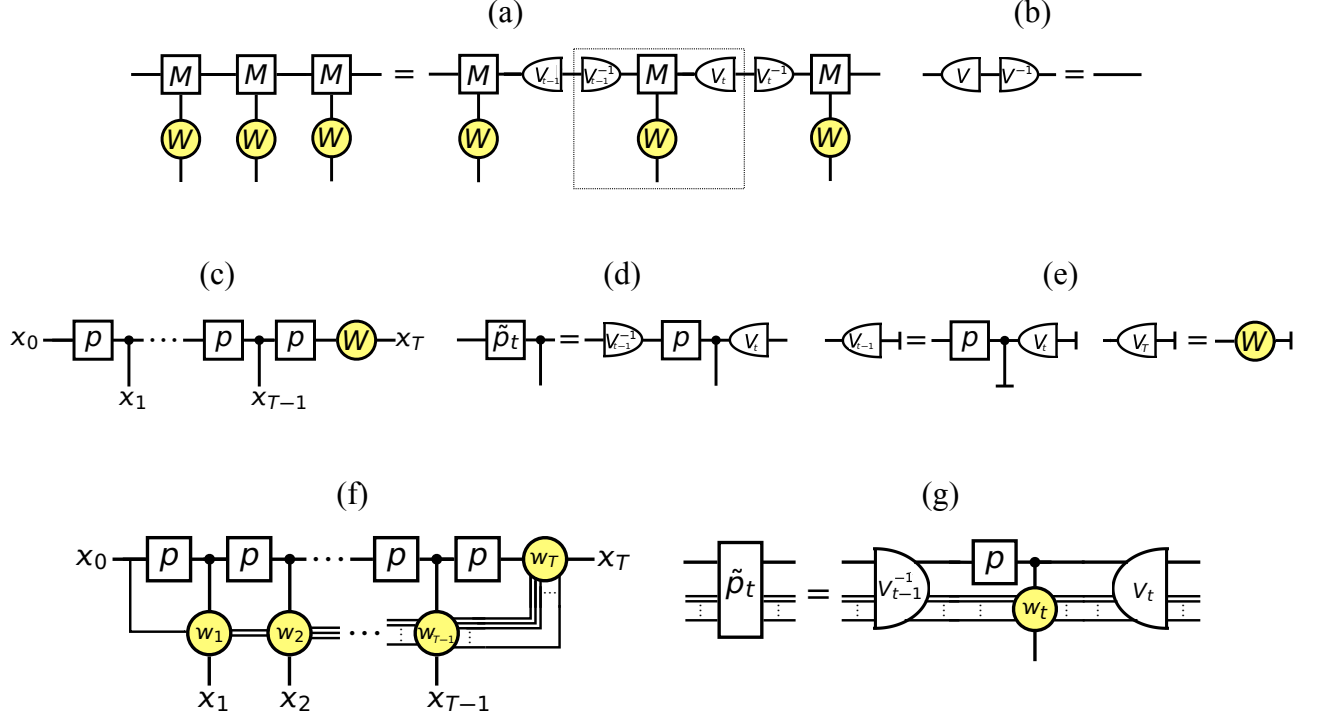 (a) (b)
M M M = M V_{t-1} V_{t-1}^{-1} M V_t V_t^{-1} M V V^{-1} =
W W W W W W
(c) (d) (e)
x_0 p ··· p p W x_T p̃_t = V_{t-1}^{-1} p V_t V_{t-1} = p V_t V_T = W
x_1 x_{T-1}
(f) (g)
x_0 p p ··· p p w_T x_T p̃_t = V_{t-1}^{-1} p w_t V_t
w_1 w_2 ··· w_{T-1}
x_1 x_2 x_{T-1}